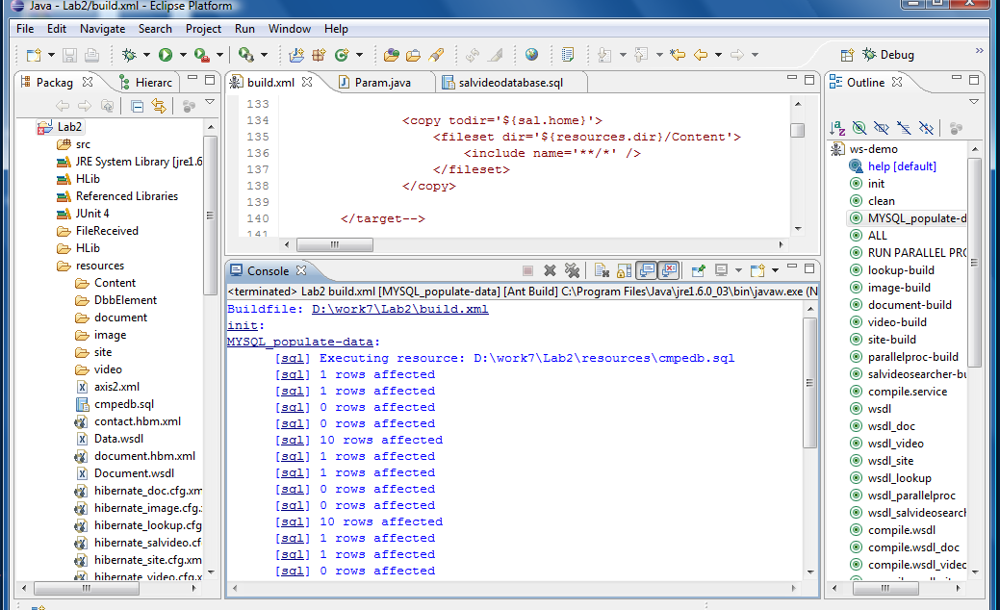 Java - Lab2/build.xml - Eclipse Platform
File Edit Navigate Search Project Run Window Help
Debug
Packag
Hierarc
Lab2
src
JRE System Library [jre1.6
HLib
Referenced Libraries
JUnit 4
FileReceived
HLib
resources
Content
DbbElement
document
image
site
video
axis2.xml
cmpedb.sql
contact.hbm.xml
Data.wsdl
document.hbm.xml
Document.wsdl
hibernate_doc.cfg.xm
hibernate_image.cfg.
hibernate_lookup.cfg
hibernate_salvideo.cf
hibernate_site.cfg.xm
hibernate_video.cfg.x
build.xml
Param.java
salvideodatabase.sql
133
134 <copy todir='${sal.home}'>
135 <fileset dir='${resources.dir}/Content'>
136 <include name='**/*' />
137 </fileset>
138 </copy>
139
140 </target-->
141
Console
<terminated> Lab2 build.xml [MYSQL_populate-data] [Ant Build] C:\Program Files\Java\jre1.6.0_03\bin\javaw.exe (N
Buildfile: D:\work7\Lab2\build.xml
init:
MYSQL_populate-data:
[sql] Executing resource: D:\work7\Lab2\resources\cmpedb.sql
[sql] 1 rows affected
[sql] 1 rows affected
[sql] 0 rows affected
[sql] 0 rows affected
[sql] 10 rows affected
[sql] 1 rows affected
[sql] 1 rows affected
[sql] 0 rows affected
[sql] 0 rows affected
[sql] 10 rows affected
[sql] 1 rows affected
[sql] 1 rows affected
[sql] 0 rows affected
Outline
ws-demo
help [default]
init
clean
MYSQL_populate-d
ALL
RUN PARALLEL PRO
lookup-build
image-build
document-build
video-build
site-build
parallelproc-build
salvideosearcher-bu
compile.service
wsdl
wsdl_doc
wsdl_video
wsdl_site
wsdl_lookup
wsdl_parallelproc
wsdl_salvideosearch
compile.wsdl
compile.wsdl_doc
compile.wsdl_video